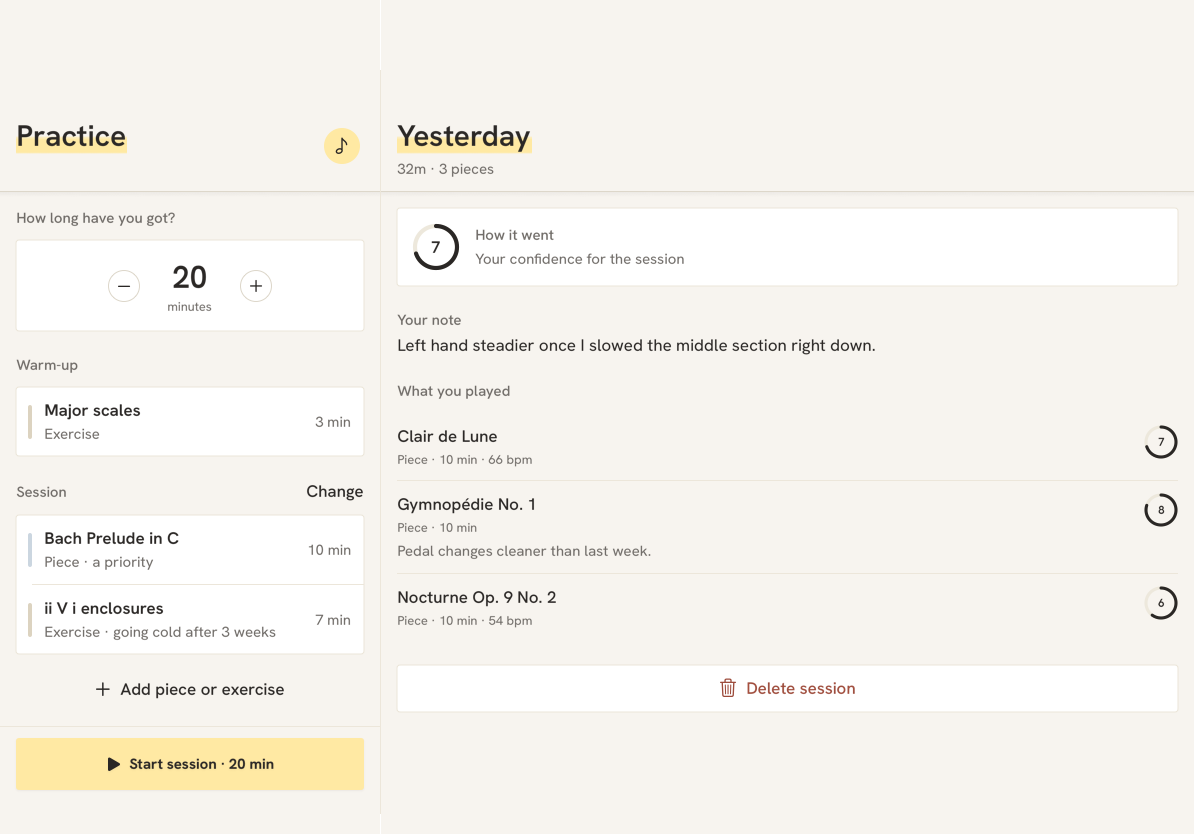 Practice
How long have you got?
20
minutes
Warm-up
Major scales
Exercise
3 min
Session
Change
Bach Prelude in C
Piece · a priority
10 min
ii V i enclosures
Exercise · going cold after 3 weeks
7 min
Add piece or exercise
Start session · 20 min
Yesterday
32m · 3 pieces
7
How it went
Your confidence for the session
Your note
Left hand steadier once I slowed the middle section right down.
What you played
Clair de Lune
Piece · 10 min · 66 bpm
7
Gymnopédie No. 1
Piece · 10 min
Pedal changes cleaner than last week.
8
Nocturne Op. 9 No. 2
Piece · 10 min · 54 bpm
6
Delete session